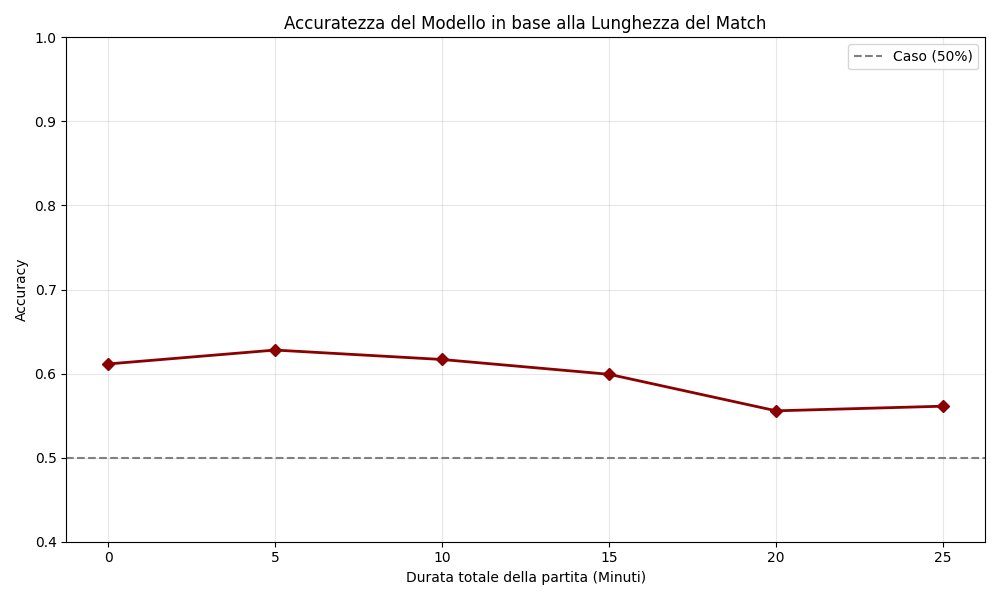 Accuratezza del Modello in base alla Lunghezza del Match
Caso (50%)
Accuracy
1.0
0.9
0.8
0.7
0.6
0.5
0.4
0 5 10 15 20 25
Durata totale della partita (Minuti)